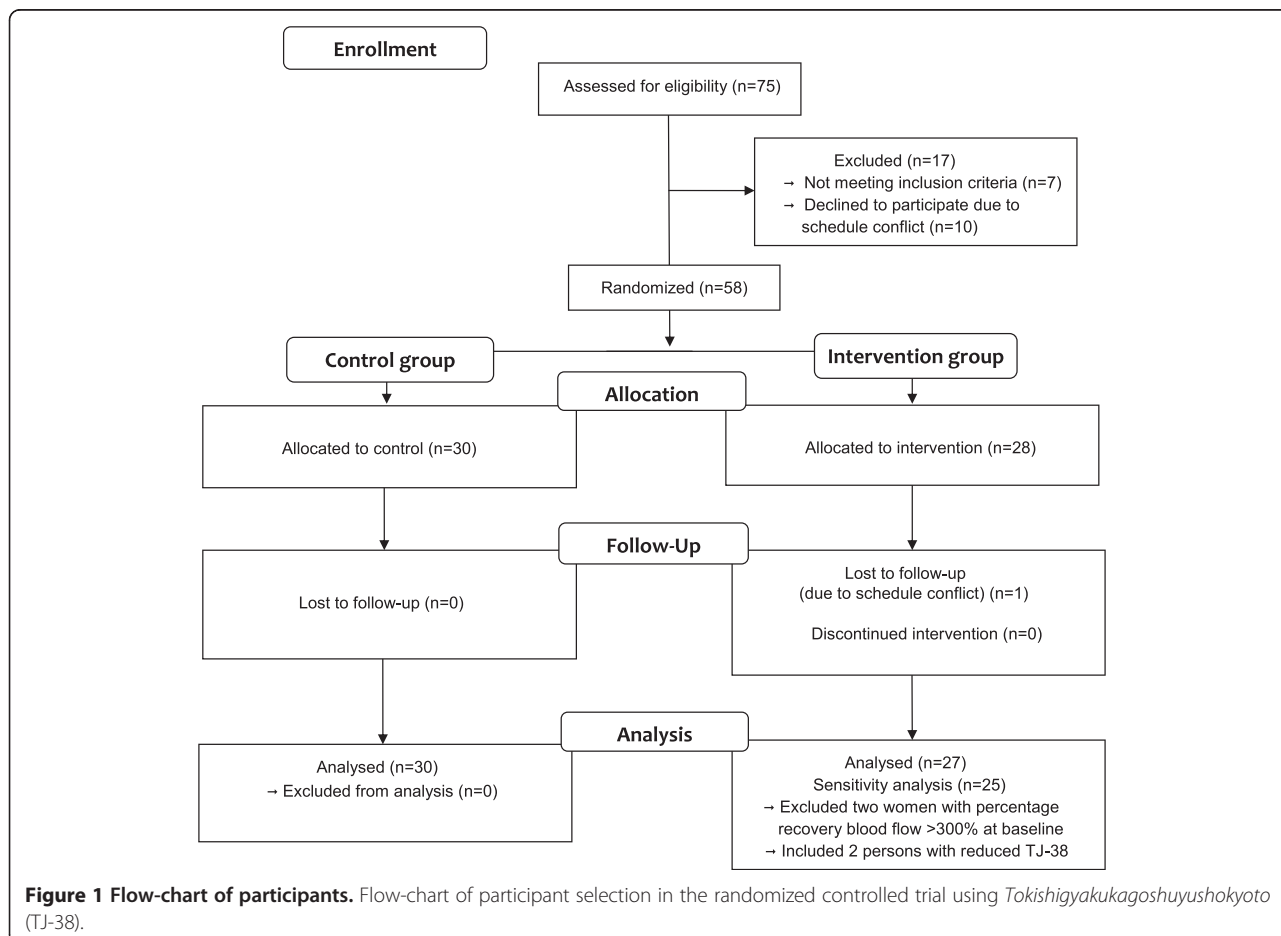 Enrollment
Assessed for eligibility (n=75)
Excluded (n=17)
→ Not meeting inclusion criteria (n=7)
→ Declined to participate due to
schedule conflict (n=10)
Randomized (n=58)
Control group
Intervention group
Allocation
Allocated to control (n=30)
Allocated to intervention (n=28)
Follow-Up
Lost to follow-up (n=0)
Lost to follow-up
(due to schedule conflict) (n=1)
Discontinued intervention (n=0)
Analysis
Analysed (n=30)
→ Excluded from analysis (n=0)
Analysed (n=27)
Sensitivity analysis (n=25)
→ Excluded two women with percentage
recovery blood flow >300% at baseline
→ Included 2 persons with reduced TJ-38
Figure 1 Flow-chart of participants. Flow-chart of participant selection in the randomized controlled trial using Tokishigyakukagoshuyushokyoto
(TJ-38).